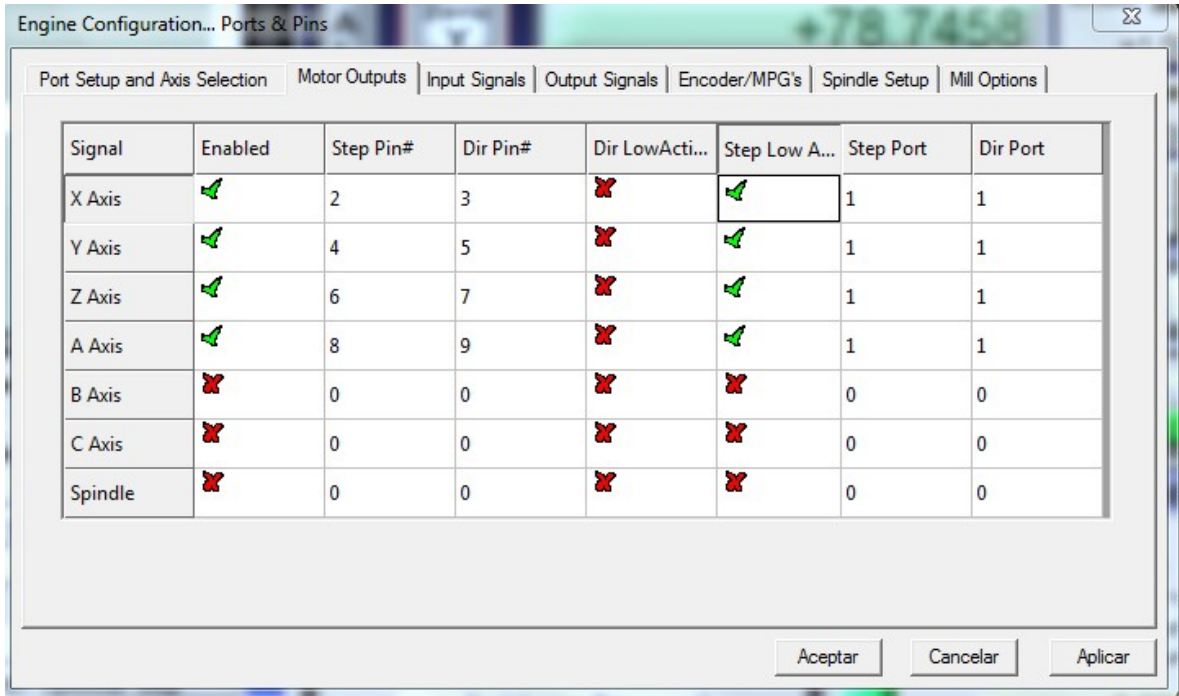 Engine Configuration... Ports & Pins
+78.7458
Port Setup and Axis Selection Motor Outputs Input Signals Output Signals Encoder/MPG's Spindle Setup Mill Options
Signal Enabled Step Pin# Dir Pin# Dir LowActi... Step Low A... Step Port Dir Port
X Axis 2 3 1 1
Y Axis 4 5 1 1
Z Axis 6 7 1 1
A Axis 8 9 1 1
B Axis 0 0 0 0
C Axis 0 0 0 0
Spindle 0 0 0 0
Aceptar Cancelar Aplicar